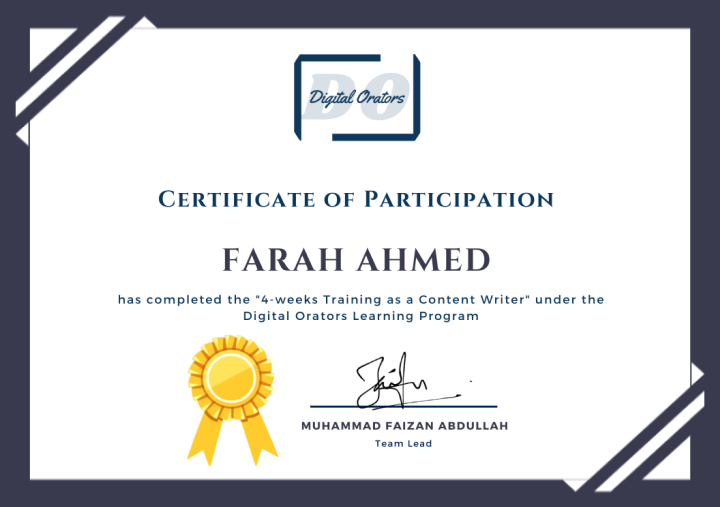 DO
Digital Orators
Certificate of Participation
FARAH AHMED
has completed the "4-weeks Training as a Content Writer" under the
Digital Orators Learning Program
MUHAMMAD FAIZAN ABDULLAH
Team Lead